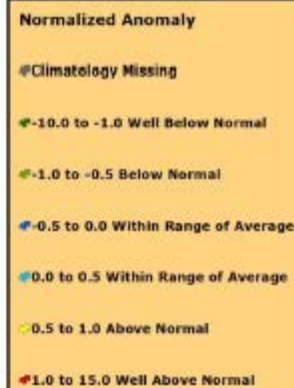 Normalized Anomaly
Climatology Missing
-10.0 to -1.0 Well Below Normal
-1.0 to -0.5 Below Normal
-0.5 to 0.0 Within Range of Average
0.0 to 0.5 Within Range of Average
0.5 to 1.0 Above Normal
1.0 to 15.0 Well Above Normal